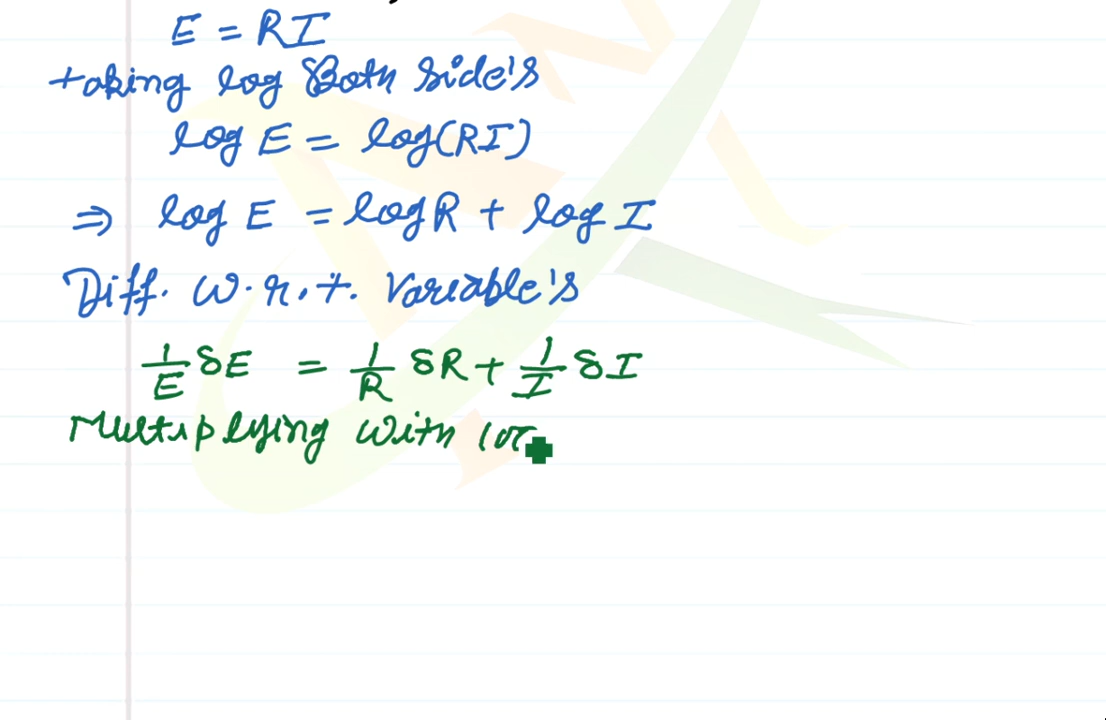 E = RI
taking log Both Side's
log E = log(RI)
⇒ log E = log R + log I
Diff. w.r.t. Variable's
1/E δE = 1/R δR + 1/I δI
Multiplying with 10